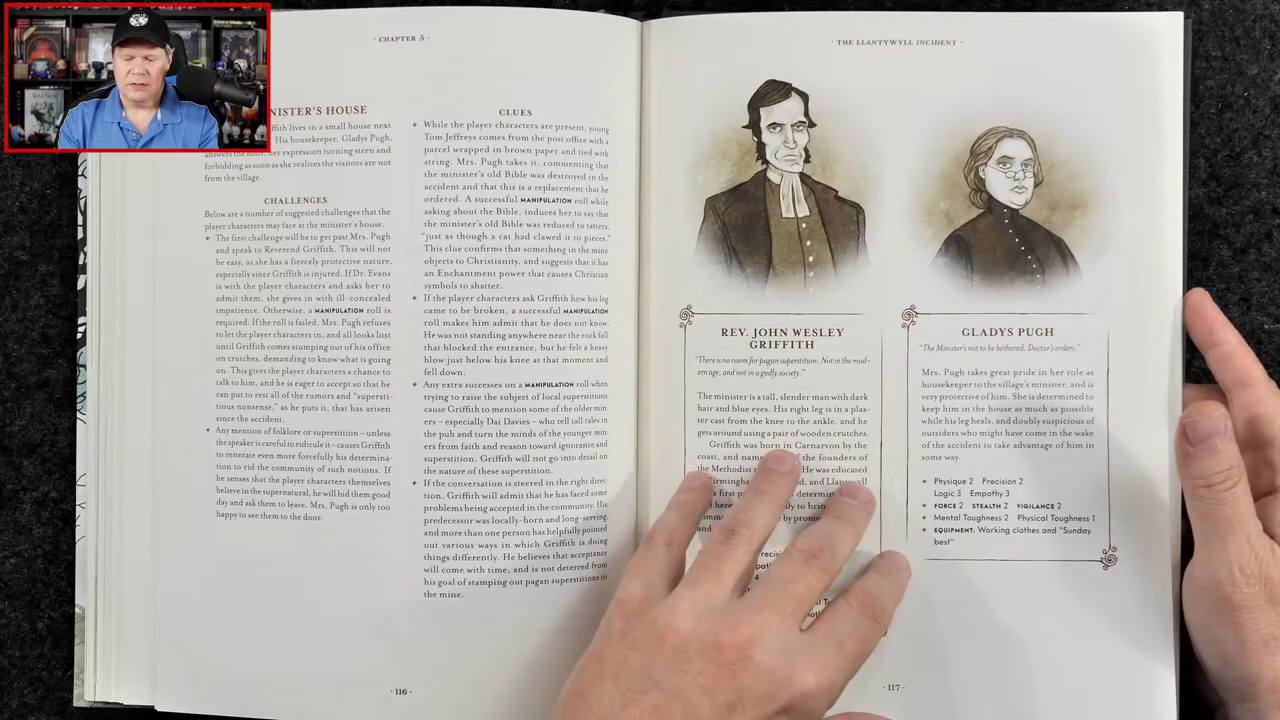 · CHAPTER 5 ·
NISTER'S HOUSE
ffith lives in a small house next
His housekeeper, Gladys Pugh,
answers the door, her expression turning stern and
forbidding as soon as she realizes the visitors are not
from the village.
CHALLENGES
Below are a number of suggested challenges that the
player characters may face at the minister's house.
The first challenge will be to get past Mrs. Pugh
and speak to Reverend Griffith. This will not
be easy, as she has a fiercely protective nature,
especially since Griffith is injured. If Dr. Evans
is with the player characters and asks her to
admit them, she gives in with ill-concealed
impatience. Otherwise, a MANIPULATION roll is
required. If the roll is failed, Mrs. Pugh refuses
to let the player characters in, and all looks lost
until Griffith comes stumping out of his office
on crutches, demanding to know what is going
on. This gives the player characters a chance to
talk to him, and he is eager to accept so that he
can put to rest all of the rumors and "supersti-
tious nonsense," as he puts it, that has arisen
since the accident.
Any mention of folklore or superstition – unless
the speaker is careful to ridicule it – causes Griffith
to reiterate even more forcefully his determina-
tion to rid the community of such notions. If
he senses that the player characters themselves
believe in the supernatural, he will bid them good
day and ask them to leave. Mrs. Pugh is only too
happy to see them to the door.
CLUES
While the player characters are present, young
Tom Jeffreys comes from the post office with a
parcel wrapped in brown paper and tied with
string. Mrs. Pugh takes it, commenting that
the minister's old Bible was destroyed in the
accident and that this is a replacement that he
ordered. A successful MANIPULATION roll while
asking about the Bible, induces her to say that
the minister's old Bible was reduced to tatters,
"just as though a cat had clawed it to pieces."
This clue confirms that something in the mine
objects to Christianity, and suggests that it has
an Enchantment power that causes Christian
symbols to shatter.
If the player characters ask Griffith how his leg
came to be broken, a successful MANIPULATION
roll makes him admit that he does not know.
He was not standing anywhere near the rock fall
that blocked the entrance, but he felt a heavy
blow just below his knee at that moment and
fell down.
Any extra successes on a MANIPULATION roll when
trying to raise the subject of local superstitions
cause Griffith to mention some of the older min-
ers – especially Dai Davies – who tell tall tales in
the pub and turn the minds of the younger min-
ers from faith and reason toward ignorance and
superstition. Griffith will not go into detail on
the nature of these superstition.
If the conversation is steered in the right direc-
tion, Griffith will admit that he has faced some
problems being accepted in the community. His
predecessor was locally-born and long-serving,
and more than one person has helpfully pointed
out various ways in which Griffith is doing
things differently. He believes that acceptance
will come with time, and is not deterred from
his goal of stamping out pagan superstitions in
the mine.
· 116 ·
· THE LLANTYWYLL INCIDENT ·
REV. JOHN WESLEY
GRIFFITH
"There is no room for pagan superstition. Not in the mod-
ern age, and not in a godly society."
The minister is a tall, slender man with dark
hair and blue eyes. His right leg is in a plas-
ter cast from the knee to the ankle, and he
gets around using a pair of wooden crutches.
Griffith was born in Carnarvon by the
coast, and name of the founders of
the Methodist He was educated
and
4
GLADYS PUGH
"The Minister's not to be bothered. Doctor's orders."
Mrs. Pugh takes great pride in her role as
housekeeper to the village's minister, and is
very protective of him. She is determined to
keep him in the house as much as possible
while his leg heals, and doubly suspicious of
outsiders who might have come in the wake
of the accident to take advantage of him in
some way.
Physique 2 Precision 2
Logic 3 Empathy 3
FORCE 2 STEALTH 2 VIGILANCE 2
Mental Toughness 2 Physical Toughness 1
EQUIPMENT: Working clothes and "Sunday
best"
· 117 ·